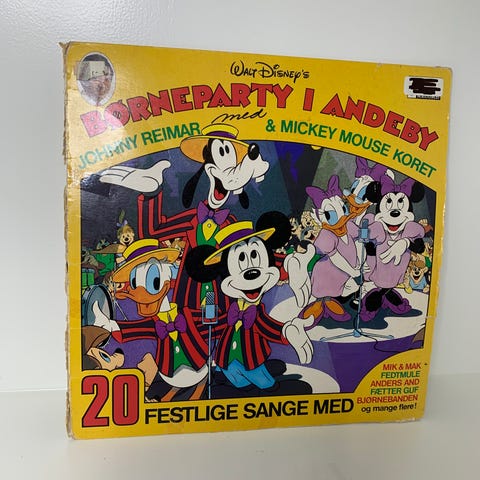 Walt Disney's
BØRNEPARTY I ANDEBY
med
JOHNNY REIMAR & MICKEY MOUSE KORET
20 FESTLIGE SANGE MED
MIK & MAK
FEDTMULE
ANDERS AND
FÆTTER GUF
BJØRNEBANDEN
og mange flere!